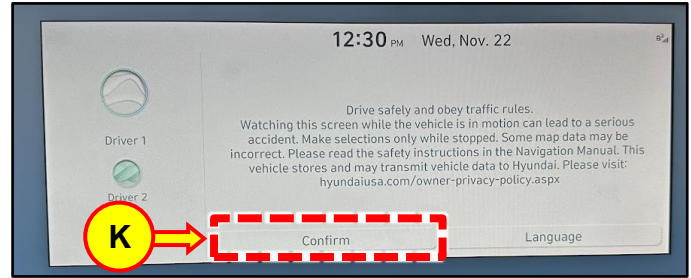 12:30 PM Wed, Nov. 22
Driver 1
Driver 2
Drive safely and obey traffic rules.
Watching this screen while the vehicle is in motion can lead to a serious
accident. Make selections only while stopped. Some map data may be
incorrect. Please read the safety instructions in the Navigation Manual. This
vehicle stores and may transmit vehicle data to Hyundai. Please visit:
hyundaiusa.com/owner-privacy-policy.aspx
K
Confirm
Language